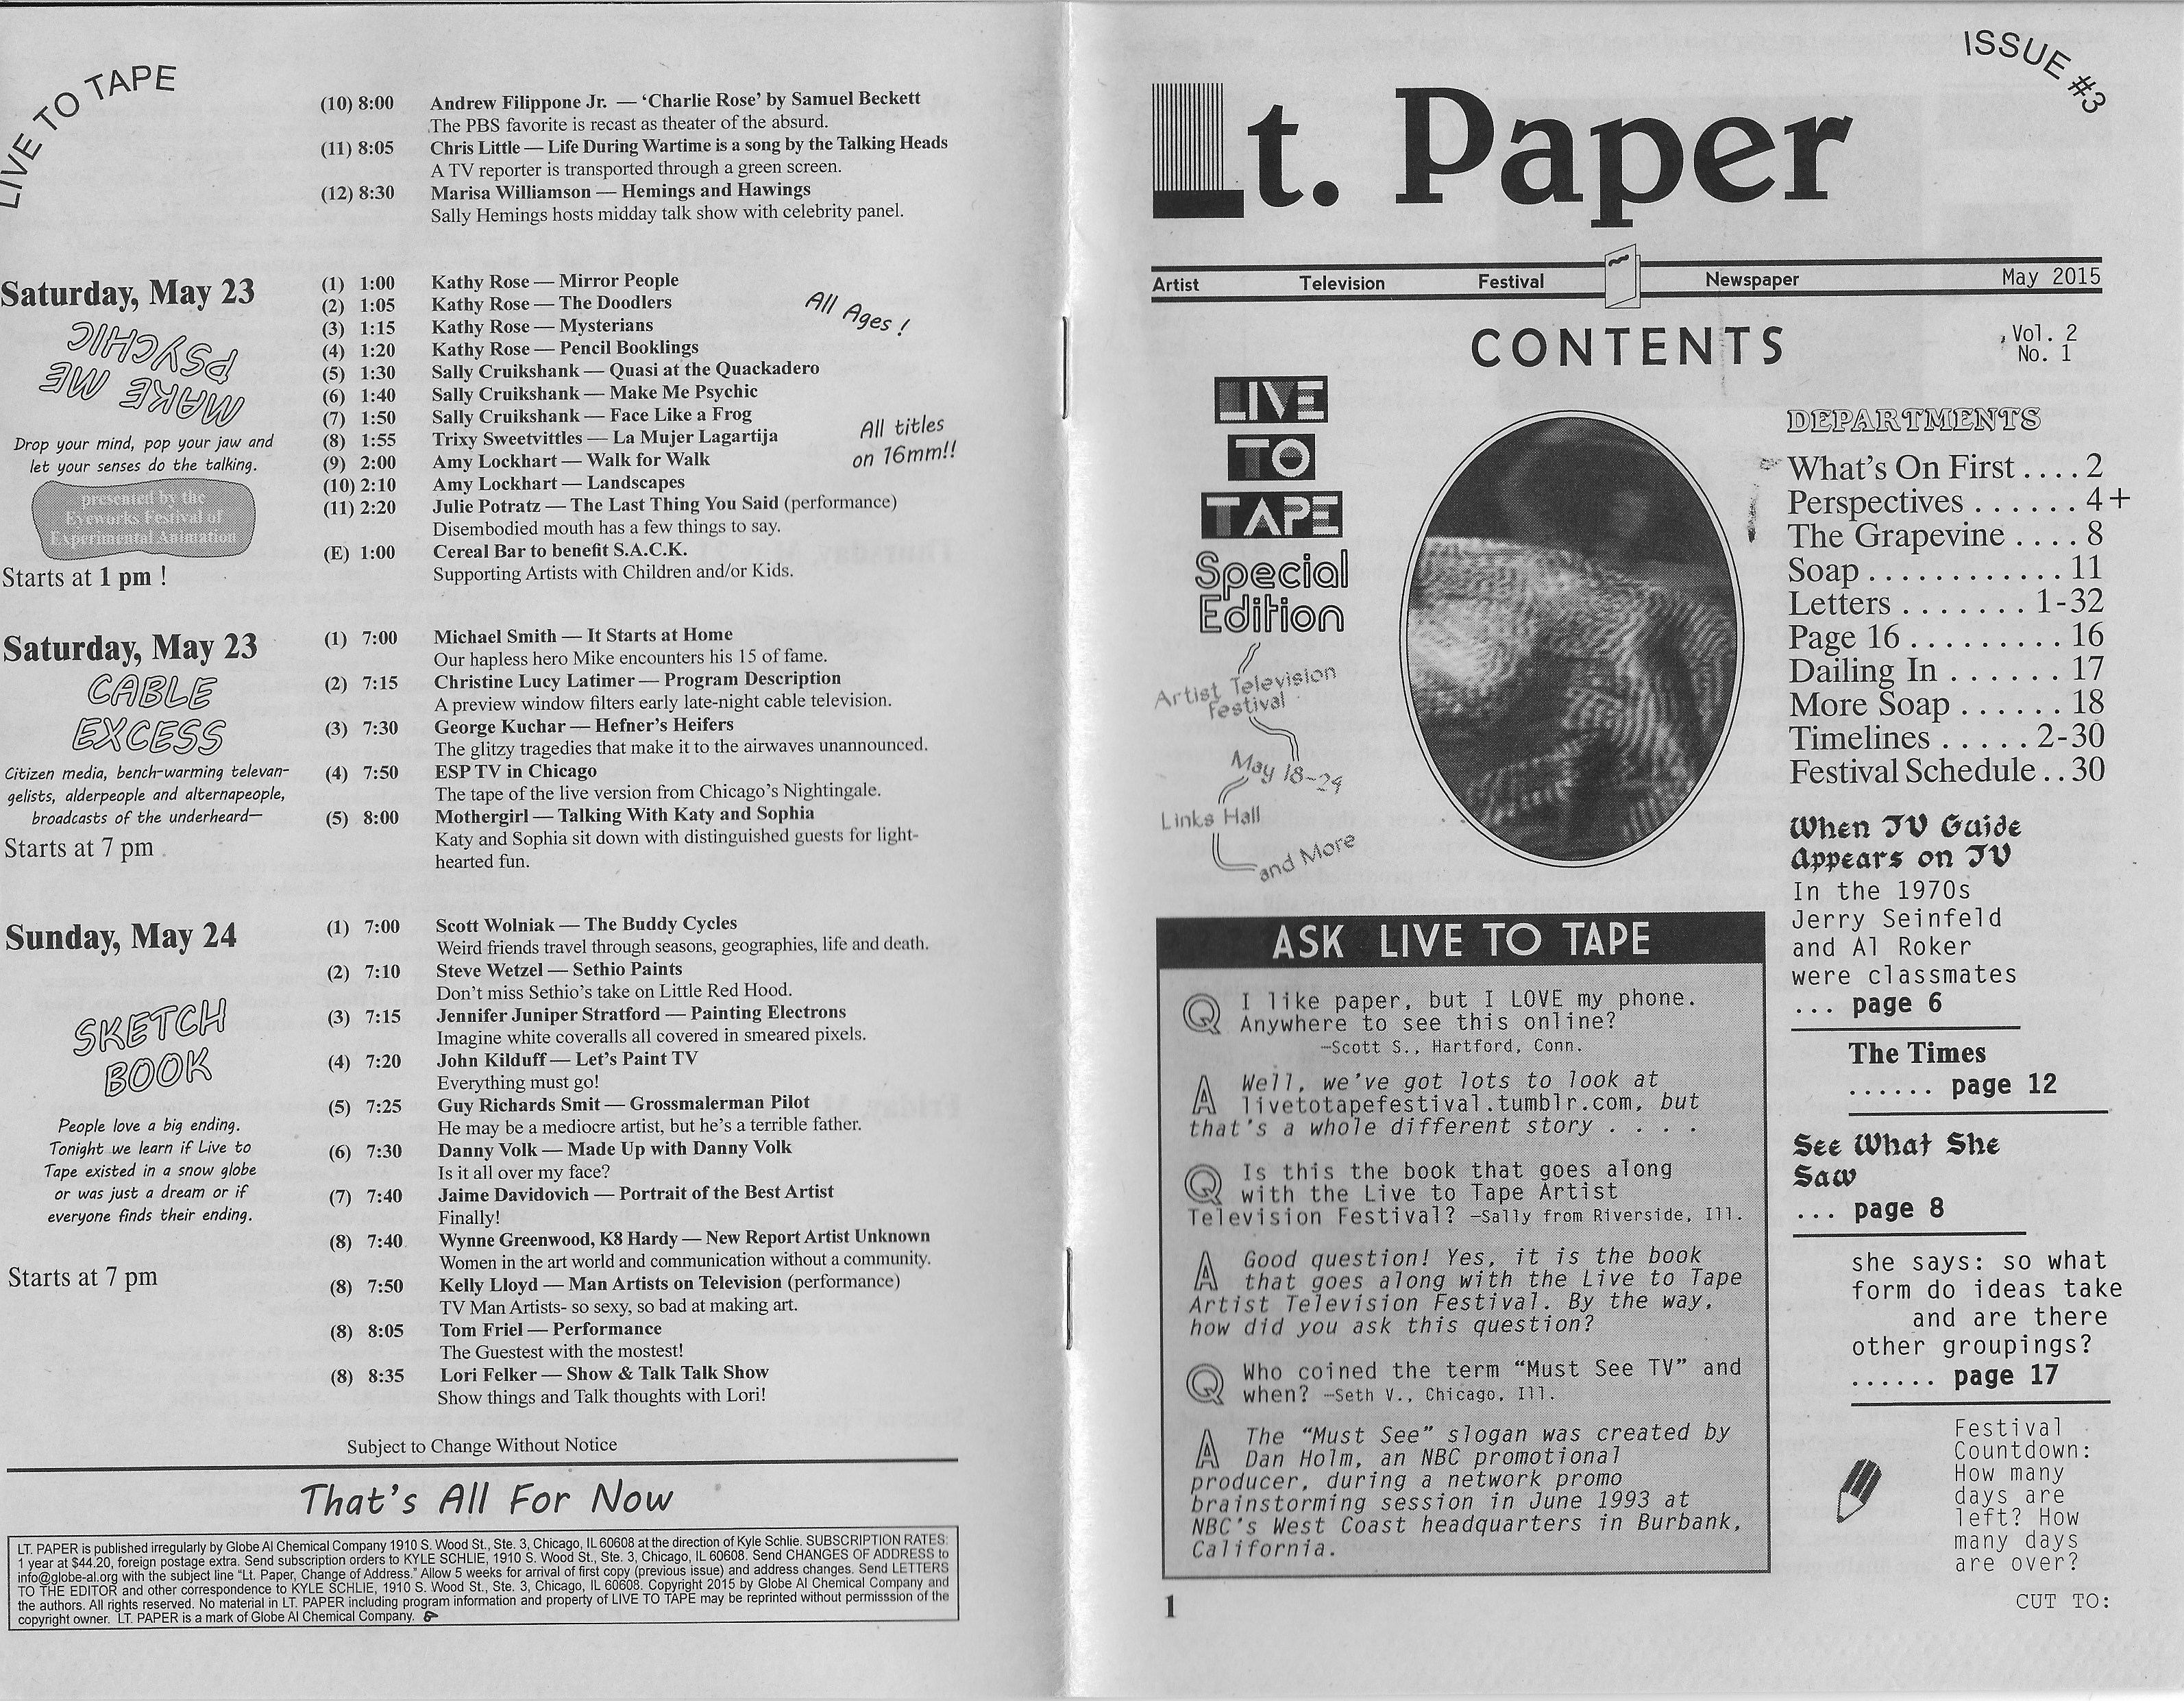 LIVE TO TAPE
(10) 8:00 Andrew Filippone Jr. — ‘Charlie Rose’ by Samuel Beckett
The PBS favorite is recast as theater of the absurd.
(11) 8:05 Chris Little — Life During Wartime is a song by the Talking Heads
A TV reporter is transported through a green screen.
(12) 8:30 Marisa Williamson — Hemings and Hawings
Sally Hemings hosts midday talk show with celebrity panel.
Saturday, May 23
MAKE ME
PSYCHIC
Drop your mind, pop your jaw and
let your senses do the talking.
presented by the
Eyeworks Festival of
Experimental Animation
Starts at 1 pm !
(1) 1:00 Kathy Rose — Mirror People
(2) 1:05 Kathy Rose — The Doodlers
(3) 1:15 Kathy Rose — Mysterians
(4) 1:20 Kathy Rose — Pencil Booklings
(5) 1:30 Sally Cruikshank — Quasi at the Quackadero
(6) 1:40 Sally Cruikshank — Make Me Psychic
(7) 1:50 Sally Cruikshank — Face Like a Frog
(8) 1:55 Trixy Sweetvittles — La Mujer Lagartija
(9) 2:00 Amy Lockhart — Walk for Walk
(10) 2:10 Amy Lockhart — Landscapes
(11) 2:20 Julie Potratz — The Last Thing You Said (performance)
Disembodied mouth has a few things to say.
(E) 1:00 Cereal Bar to benefit S.A.C.K.
Supporting Artists with Children and/or Kids.
All Ages !
All titles
on 16mm!!
Saturday, May 23
CABLE
EXCESS
Citizen media, bench-warming televan-
gelists, alderpeople and alternapeople,
broadcasts of the underheard—
Starts at 7 pm
(1) 7:00 Michael Smith — It Starts at Home
Our hapless hero Mike encounters his 15 of fame.
(2) 7:15 Christine Lucy Latimer — Program Description
A preview window filters early late-night cable television.
(3) 7:30 George Kuchar — Hefner’s Heifers
The glitzy tragedies that make it to the airwaves unannounced.
(4) 7:50 ESP TV in Chicago
The tape of the live version from Chicago’s Nightingale.
(5) 8:00 Mothergirl — Talking With Katy and Sophia
Katy and Sophia sit down with distinguished guests for light-
hearted fun.
Sunday, May 24
SKETCH
BOOK
People love a big ending.
Tonight we learn if Live to
Tape existed in a snow globe
or was just a dream or if
everyone finds their ending.
Starts at 7 pm
(1) 7:00 Scott Wolniak — The Buddy Cycles
Weird friends travel through seasons, geographies, life and death.
(2) 7:10 Steve Wetzel — Sethio Paints
Don’t miss Sethio’s take on Little Red Hood.
(3) 7:15 Jennifer Juniper Stratford — Painting Electrons
Imagine white coveralls all covered in smeared pixels.
(4) 7:20 John Kilduff — Let’s Paint TV
Everything must go!
(5) 7:25 Guy Richards Smit — Grossmalerman Pilot
He may be a mediocre artist, but he’s a terrible father.
(6) 7:30 Danny Volk — Made Up with Danny Volk
Is it all over my face?
(7) 7:40 Jaime Davidovich — Portrait of the Best Artist
Finally!
(8) 7:40 Wynne Greenwood, K8 Hardy — New Report Artist Unknown
Women in the art world and communication without a community.
(8) 7:50 Kelly Lloyd — Man Artists on Television (performance)
TV Man Artists- so sexy, so bad at making art.
(8) 8:05 Tom Friel — Performance
The Guestest with the mostest!
(8) 8:35 Lori Felker — Show & Talk Talk Show
Show things and Talk thoughts with Lori!
Subject to Change Without Notice
That’s All For Now
LT. PAPER is published irregularly by Globe Al Chemical Company 1910 S. Wood St., Ste. 3, Chicago, IL 60608 at the direction of Kyle Schlie. SUBSCRIPTION RATES:
1 year at $44.20, foreign postage extra. Send subscription orders to KYLE SCHLIE, 1910 S. Wood St., Ste. 3, Chicago, IL 60608. Send CHANGES OF ADDRESS to
info@globe-al.org with the subject line “Lt. Paper, Change of Address.” Allow 5 weeks for arrival of first copy (previous issue) and address changes. Send LETTERS
TO THE EDITOR and other correspondence to KYLE SCHLIE, 1910 S. Wood St., Ste. 3, Chicago, IL 60608. Copyright 2015 by Globe Al Chemical Company and
the authors. All rights reserved. No material in LT. PAPER including program information and property of LIVE TO TAPE may be reprinted without permisssion of the
copyright owner. LT. PAPER is a mark of Globe Al Chemical Company.
ISSUE #3
Lt. Paper
Artist Television Festival Newspaper May 2015
CONTENTS
Vol. 2
No. 1
LIVE
TO
TAPE
Special
Edition
Artist Television
Festival
May 18-24
Links Hall
and More
DEPARTMENTS
What’s On First . . . . 2
Perspectives . . . . . . 4+
The Grapevine . . . . 8
Soap . . . . . . . . . . . . 11
Letters . . . . . . . 1-32
Page 16 . . . . . . . . . 16
Dailing In . . . . . . 17
More Soap . . . . . . 18
Timelines . . . . . 2-30
Festival Schedule . . 30
When TV Guide
Appears on TV
In the 1970s
Jerry Seinfeld
and Al Roker
were classmates
... page 6
The Times
...... page 12
See What She
Saw
... page 8
she says: so what
form do ideas take
and are there
other groupings?
...... page 17
Festival
Countdown:
How many
days are
left? How
many days
are over?
CUT TO:
ASK LIVE TO TAPE
Q I like paper, but I LOVE my phone.
Anywhere to see this online?
—Scott S., Hartford, Conn.
A Well, we’ve got lots to look at
livetotapefestival.tumblr.com, but
that’s a whole different story . . . .
Q Is this the book that goes along
with the Live to Tape Artist
Television Festival? —Sally from Riverside, Ill.
A Good question! Yes, it is the book
that goes along with the Live to Tape
Artist Television Festival. By the way,
how did you ask this question?
Q Who coined the term “Must See TV” and
when? —Seth V., Chicago, Ill.
A The “Must See” slogan was created by
Dan Holm, an NBC promotional
producer, during a network promo
brainstorming session in June 1993 at
NBC’s West Coast headquarters in Burbank,
California.
1